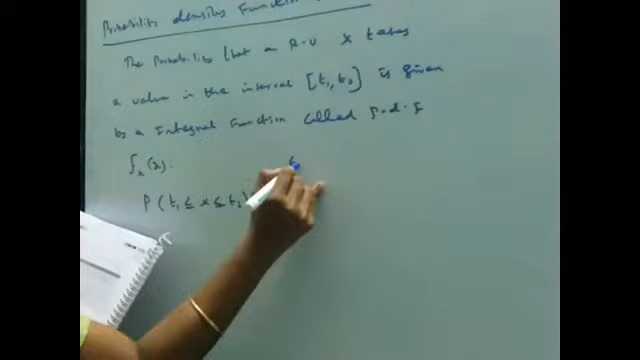 Probability density Function
The Probability that a R.V X takes
a value in the interval [t₁, t₂] is given
by a Integral Function called P.d.f
fₓ(x).
P(t₁ ≤ x ≤ t₂)